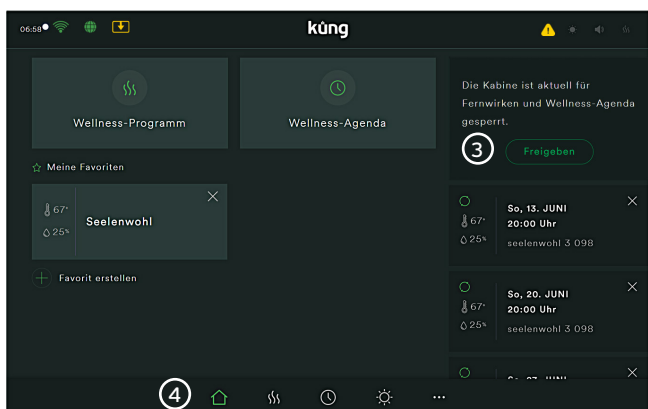 06:58
kûng
Wellness-Programm
Wellness-Agenda
Meine Favoriten
67°
25%
Seelenwohl
Favorit erstellen
Die Kabine ist aktuell für
Fernwirken und Wellness-Agenda
gesperrt.
3
Freigeben
So, 13. JUNI
67°
20:00 Uhr
25%
seelenwohl 3 098
So, 20. JUNI
67°
20:00 Uhr
25%
seelenwohl 3 098
4